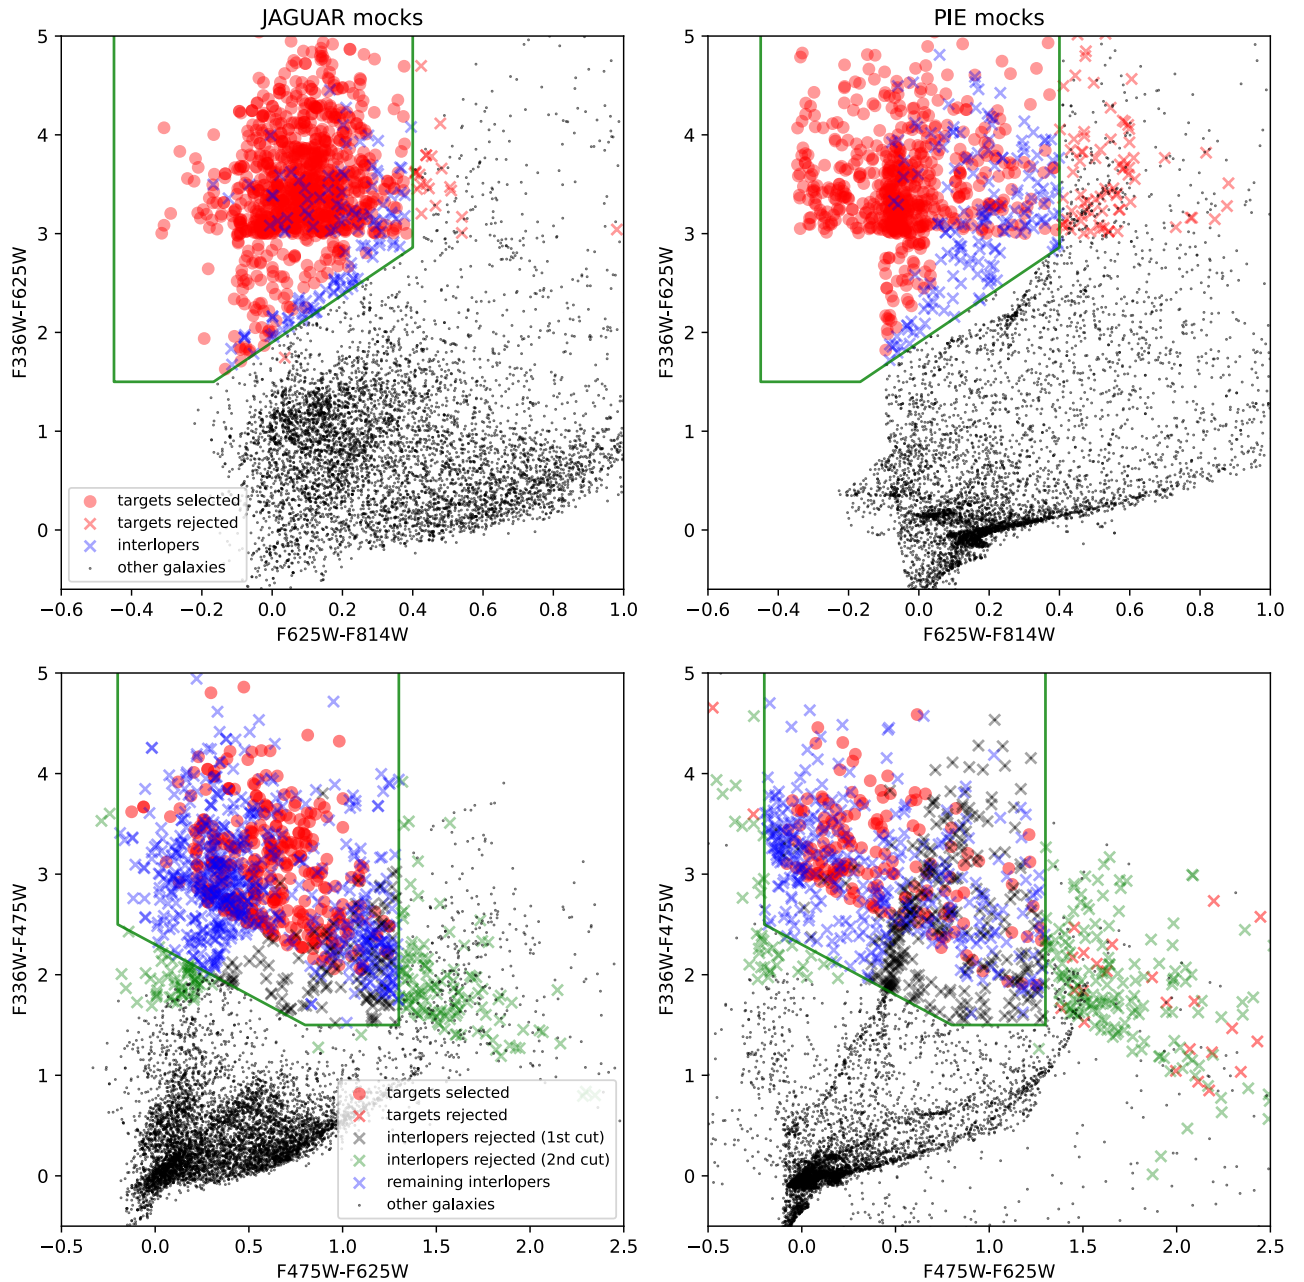 JAGUAR mocks
PIE mocks
5
4
3
2
1
0
F336W-F625W
−0.6 −0.4 −0.2 0.0 0.2 0.4 0.6 0.8 1.0
F625W-F814W
targets selected
targets rejected
interlopers
other galaxies
5
4
3
2
1
0
F336W-F625W
−0.6 −0.4 −0.2 0.0 0.2 0.4 0.6 0.8 1.0
F625W-F814W
5
4
3
2
1
0
F336W-F475W
−0.5 0.0 0.5 1.0 1.5 2.0 2.5
F475W-F625W
targets selected
targets rejected
interlopers rejected (1st cut)
interlopers rejected (2nd cut)
remaining interlopers
other galaxies
5
4
3
2
1
0
F336W-F475W
−0.5 0.0 0.5 1.0 1.5 2.0 2.5
F475W-F625W